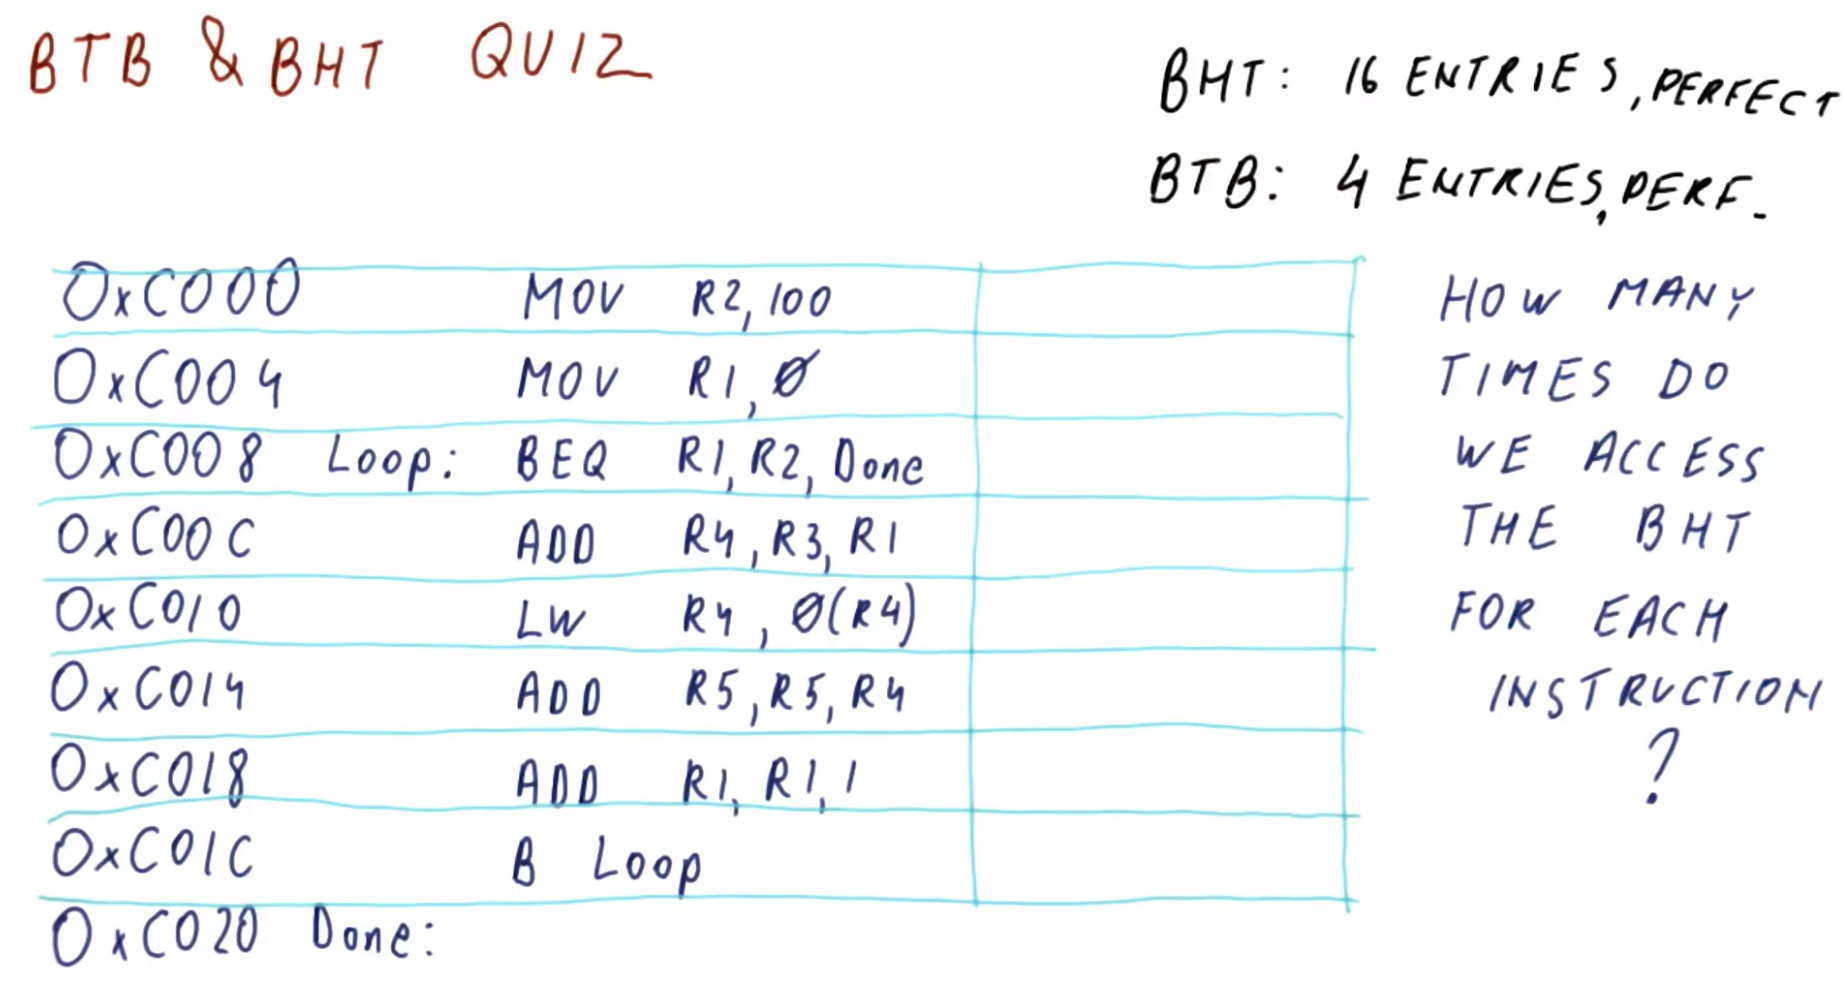 BTB & BHT QUIZ
BHT: 16 ENTRIES, PERFECT
BTB: 4 ENTRIES, PERF.
0xC000 MOV R2, 100
0xC004 MOV R1, Ø
0xC008 Loop: BEQ R1, R2, Done
0xC00C ADD R4, R3, R1
0xC010 LW R4, Ø(R4)
0xC014 ADD R5, R5, R4
0xC018 ADD R1, R1, 1
0xC01C B Loop
0xC020 Done:
HOW MANY
TIMES DO
WE ACCESS
THE BHT
FOR EACH
INSTRUCTION
?